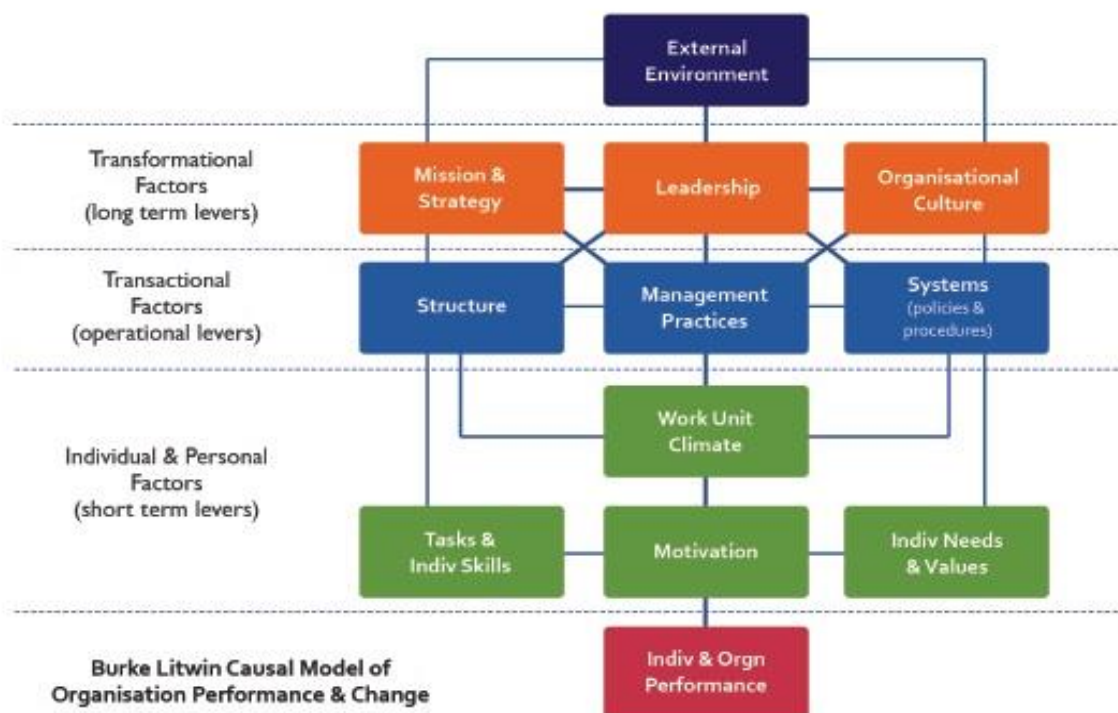 External
Environment
Transformational
Factors
(long term levers)
Mission &
Strategy
Leadership
Organisational
Culture
Transactional
Factors
(operational levers)
Structure
Management
Practices
Systems
(policies &
procedures)
Individual & Personal
Factors
(short term levers)
Work Unit
Climate
Tasks &
Indiv Skills
Motivation
Indiv Needs
& Values
Burke Litwin Causal Model of
Organisation Performance & Change
Indiv & Orgn
Performance